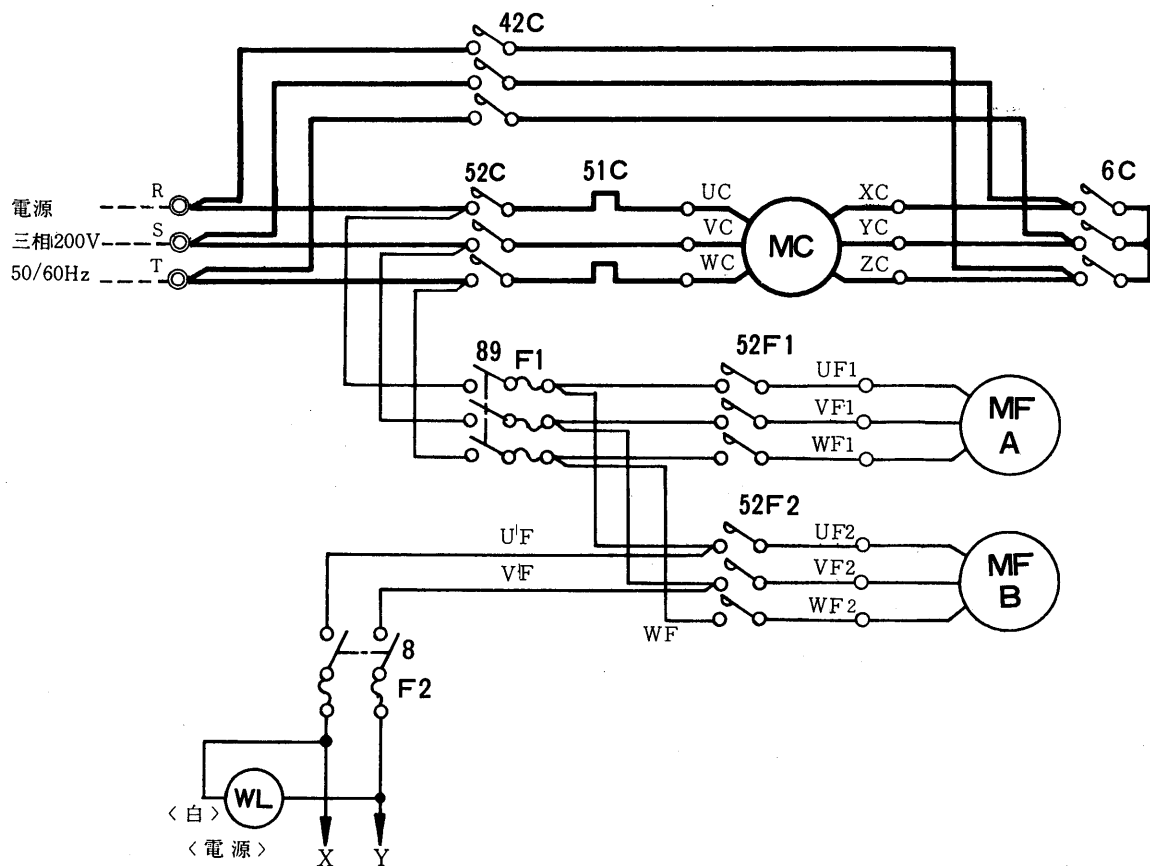 42C
52C
51C
6C
R
電源
S
三相200V
T
50/60Hz
UC
VC
WC
MC
XC
YC
ZC
89
F1
52F1
UF1
VF1
WF1
MF
A
52F2
UF2
VF2
WF2
MF
B
UF
VF
WF
8
F2
WL
〈白〉
〈電源〉
X
Y